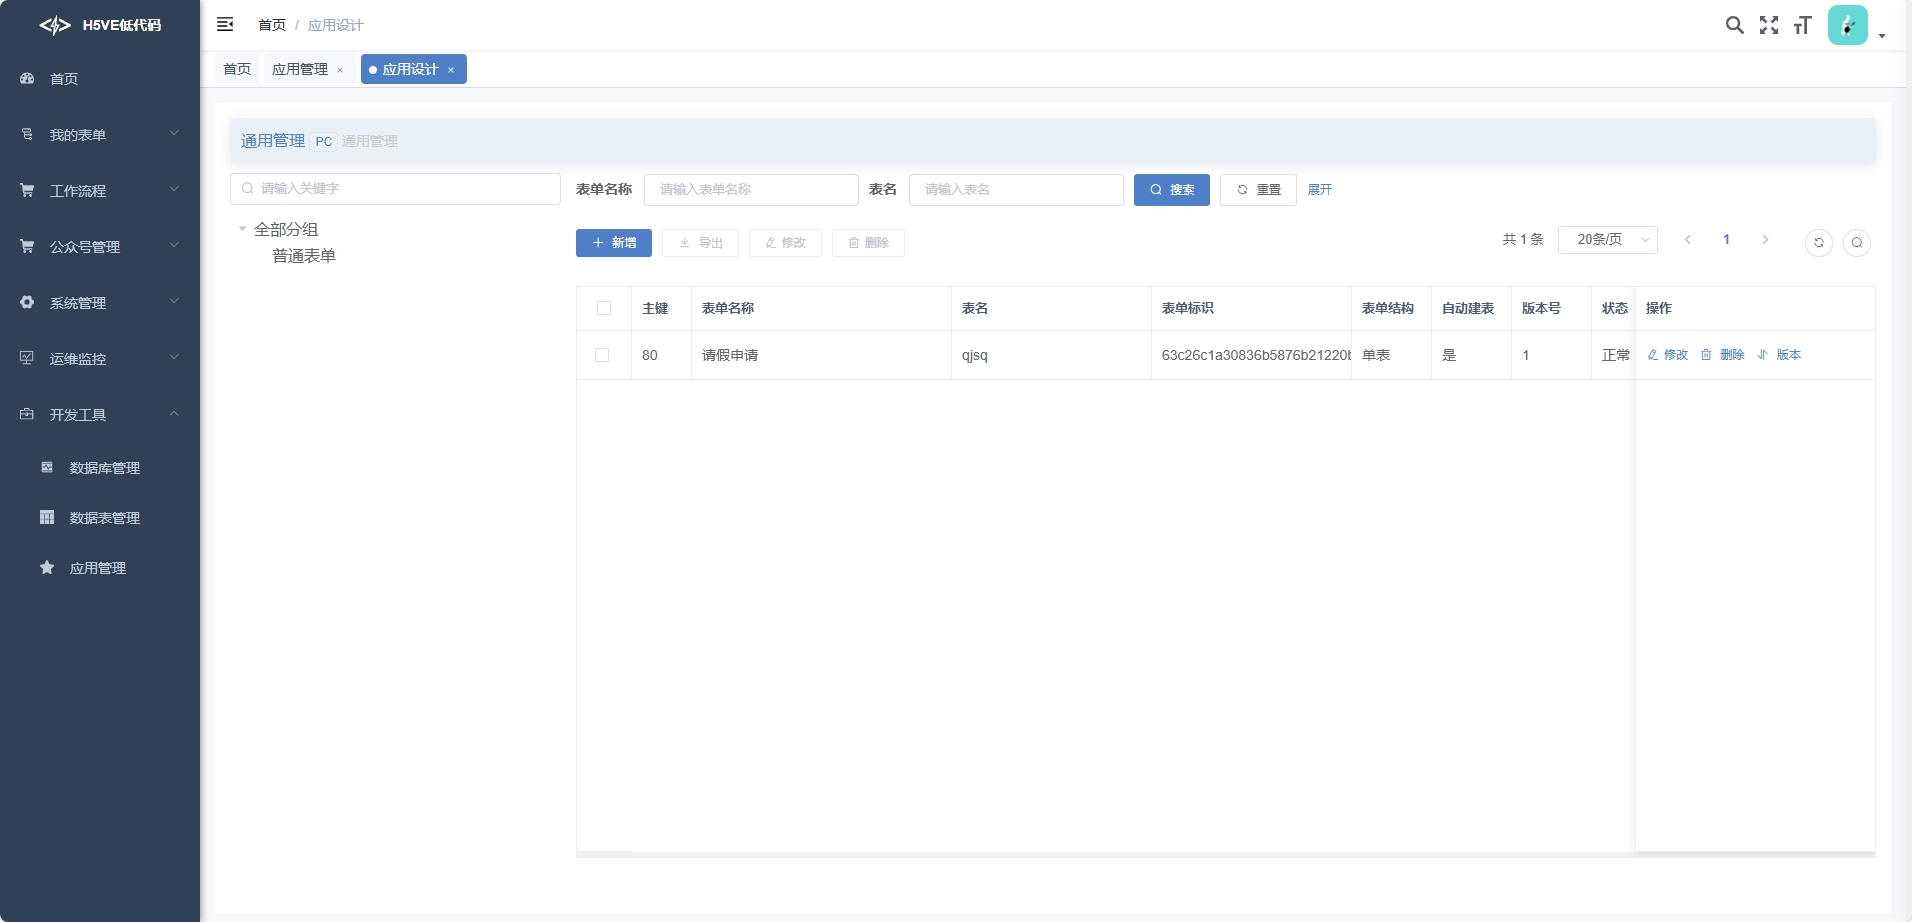 H5VE低代码
首页
我的表单
工作流程
公众号管理
系统管理
运维监控
开发工具
数据库管理
数据表管理
应用管理
首页 / 应用设计
首页 应用管理 × 应用设计 ×
通用管理 PC 通用管理
请输入关键字
全部分组
普通表单
表单名称 请输入表单名称 表名 请输入表名 搜索 重置 展开
新增 导出 修改 删除 共 1 条 20条/页 1
主键 表单名称 表名 表单标识 表单结构 自动建表 版本号 状态 操作
80 请假申请 qjsq 63c26c1a30836b5876b21220 单表 是 1 正常 修改 删除 版本